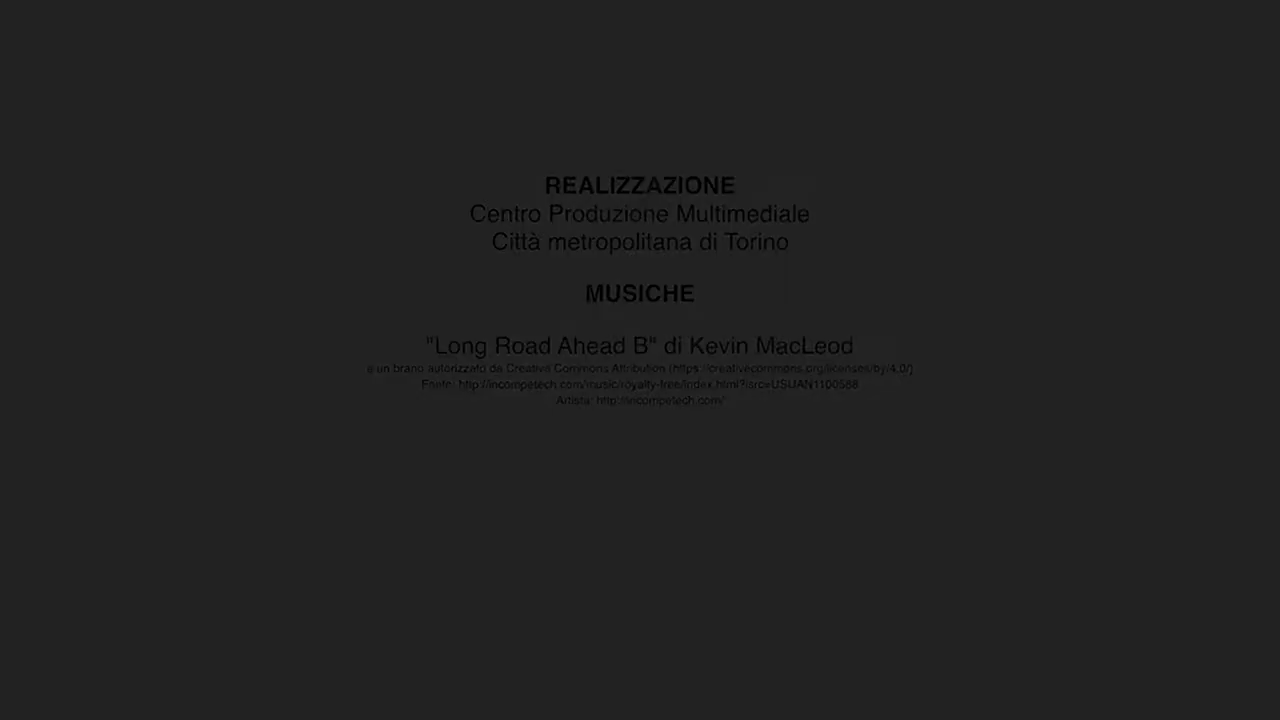 REALIZZAZIONE
Centro Produzione Multimediale
Città metropolitana di Torino
MUSICHE
"Long Road Ahead B" di Kevin MacLeod
è un brano autorizzato da Creative Commons Attribution (https://creativecommons.org/licenses/by/4.0/)
http://incompetech.com/music/royalty-free/index.html?isrc=USUAN1100588
Artista: http://incompetech.com/